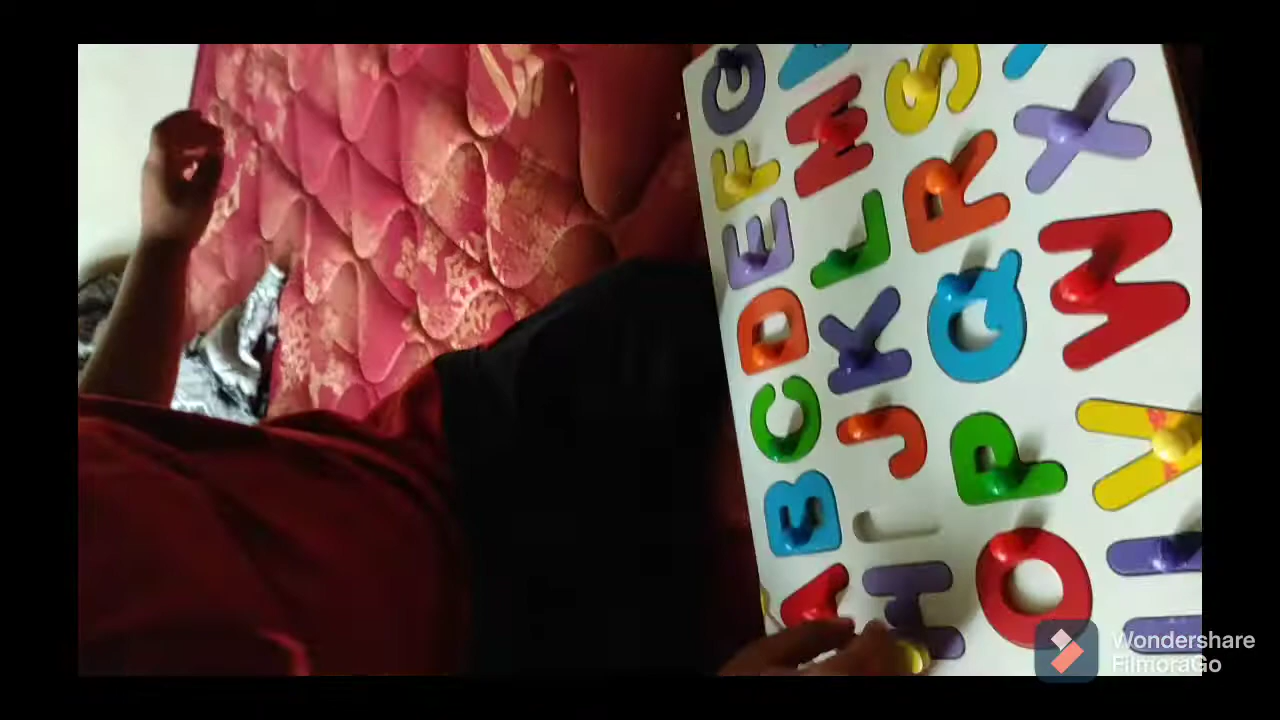 A B C D E F G
H J K L M
O P Q R S
U V W X
Wondershare
FilmoraGo